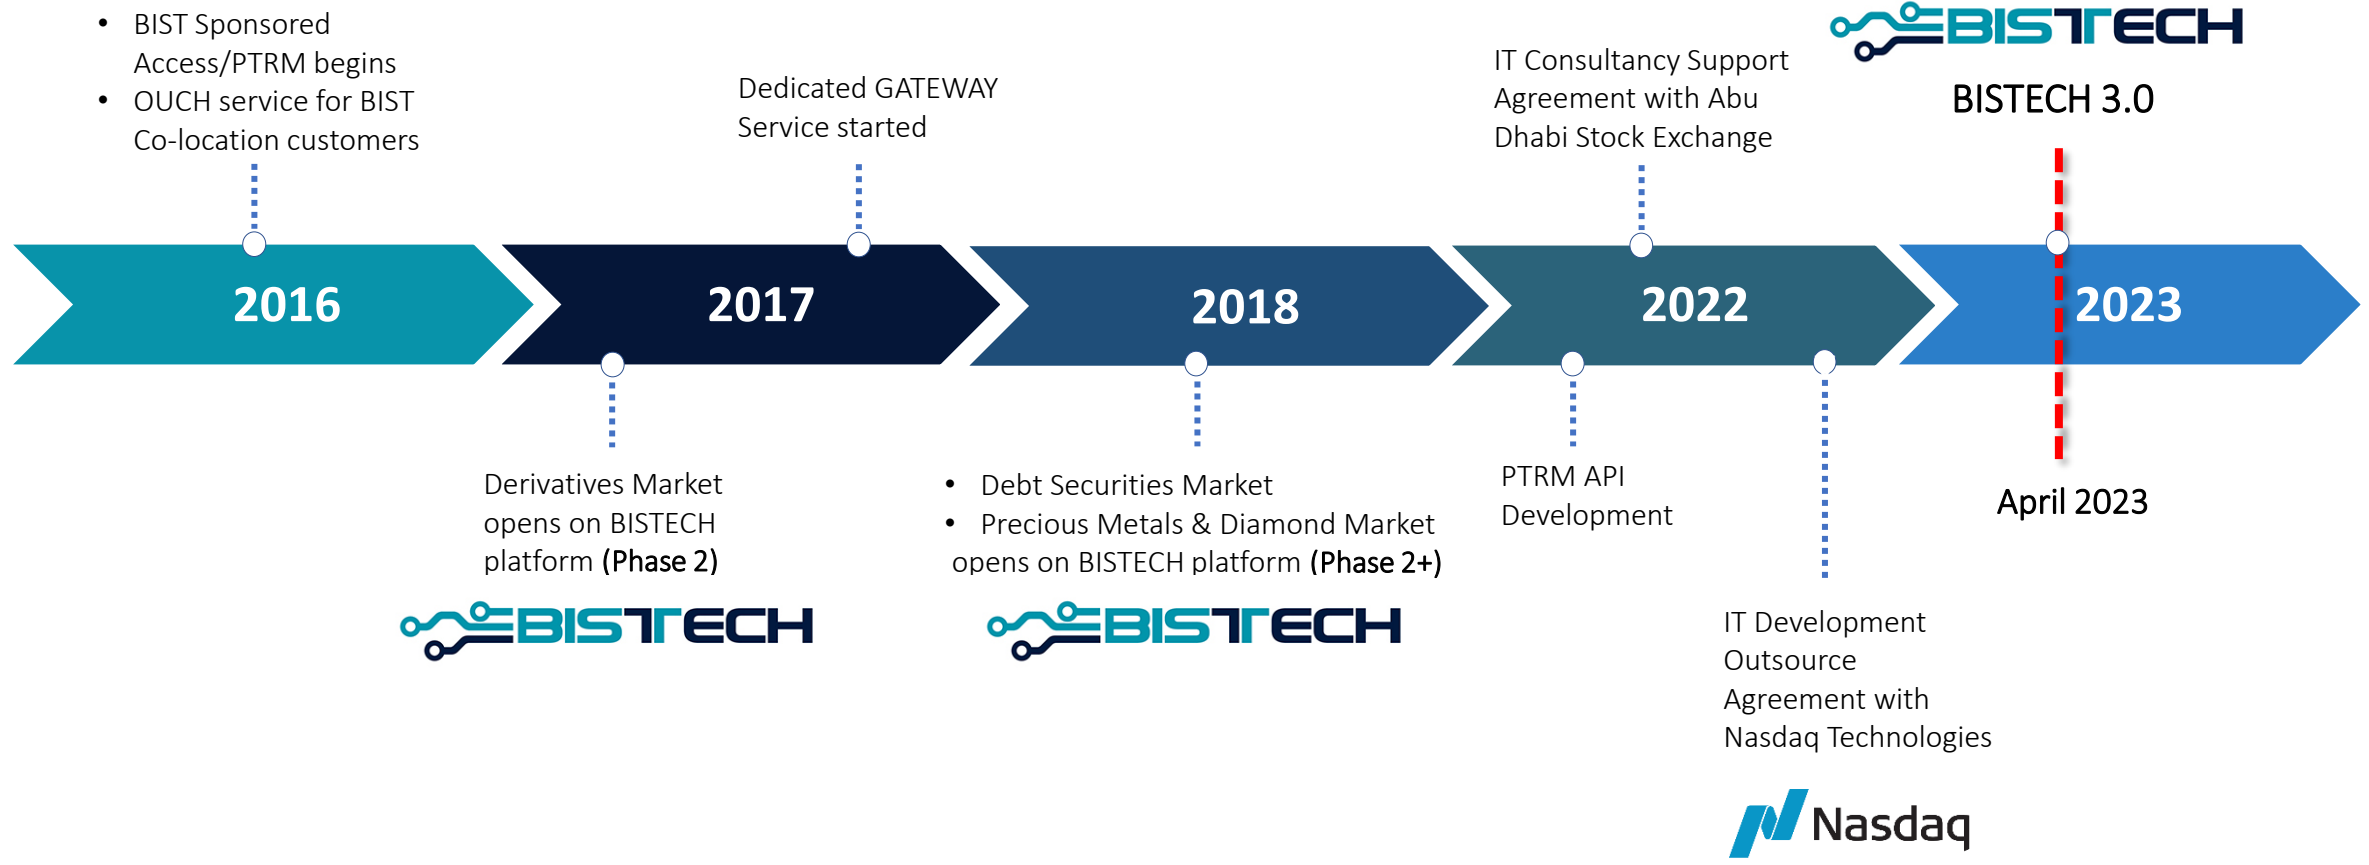 • BIST Sponsored
Access/PTRM begins
• OUCH service for BIST
Co-location customers
Dedicated GATEWAY
Service started
IT Consultancy Support
Agreement with Abu
Dhabi Stock Exchange
BISTECH
BISTECH 3.0
2016
2017
2018
2022
2023
Derivatives Market
opens on BISTECH
platform (Phase 2)
BISTECH
• Debt Securities Market
• Precious Metals & Diamond Market
opens on BISTECH platform (Phase 2+)
BISTECH
PTRM API
Development
IT Development
Outsource
Agreement with
Nasdaq Technologies
Nasdaq
April 2023